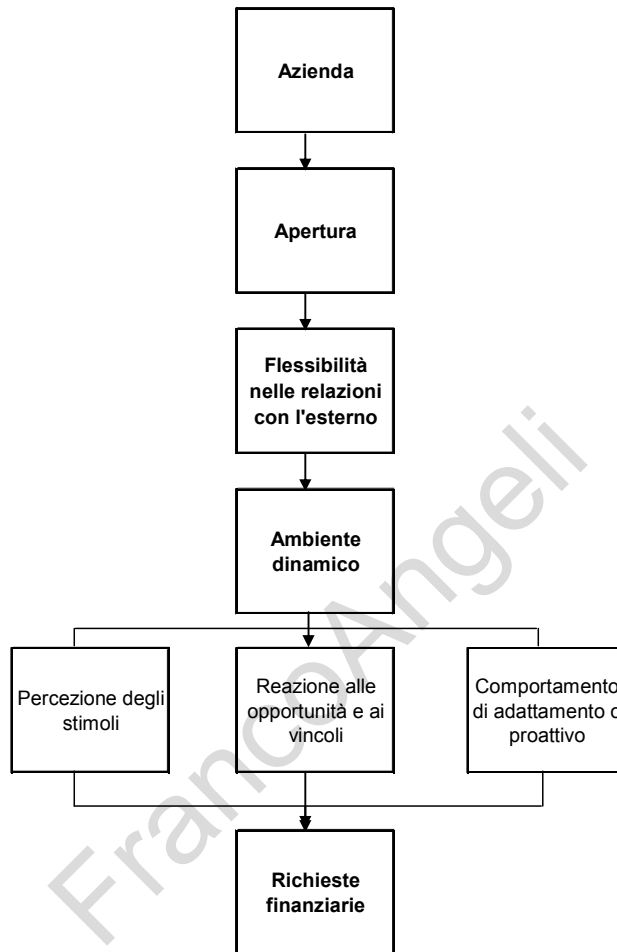 Azienda
Apertura
Flessibilità
nelle relazioni
con l'esterno
Ambiente
dinamico
Percezione degli
stimoli
Reazione alle
opportunità e ai
vincoli
Comportamento
di adattamento o
proattivo
Richieste
finanziarie
FrancoAngeli